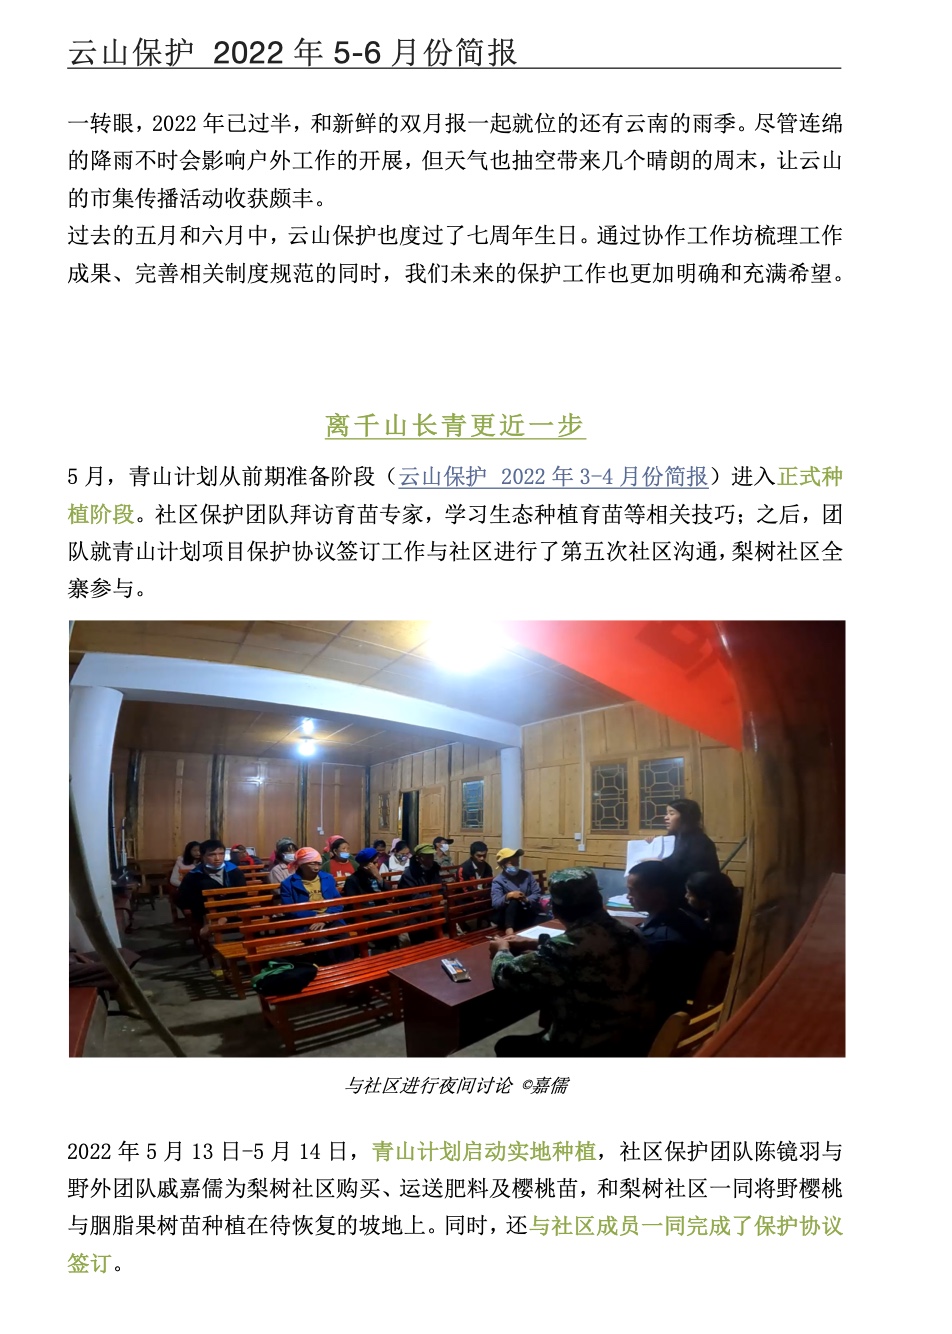 云山保护 2022 年 5-6 月份简报
一转眼，2022 年已过半，和新鲜的双月报一起就位的还有云南的雨季。尽管连绵
的降雨不时会影响户外工作的开展，但天气也抽空带来几个晴朗的周末，让云山
的市集传播活动收获颇丰。
过去的五月和六月中，云山保护也度过了七周年生日。通过协作工作坊梳理工作
成果、完善相关制度规范的同时，我们未来的保护工作也更加明确和充满希望。
离千山长青更近一步
5 月，青山计划从前期准备阶段（云山保护 2022 年 3-4 月份简报）进入正式种
植阶段。社区保护团队拜访育苗专家，学习生态种植育苗等相关技巧；之后，团
队就青山计划项目保护协议签订工作与社区进行了第五次社区沟通，梨树社区全
寨参与。
与社区进行夜间讨论 ©嘉儒
2022 年 5 月 13 日-5 月 14 日，青山计划启动实地种植，社区保护团队陈镜羽与
野外团队戚嘉儒为梨树社区购买、运送肥料及樱桃苗，和梨树社区一同将野樱桃
与胭脂果树苗种植在待恢复的坡地上。同时，还与社区成员一同完成了保护协议
签订。